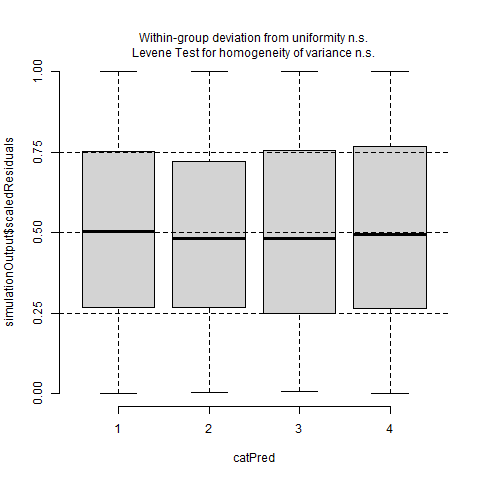 Within-group deviation from uniformity n.s.
Levene Test for homogeneity of variance n.s.
simulationOutput$scaledResiduals
1.00
0.75
0.50
0.25
0.00
1 2 3 4
catPred